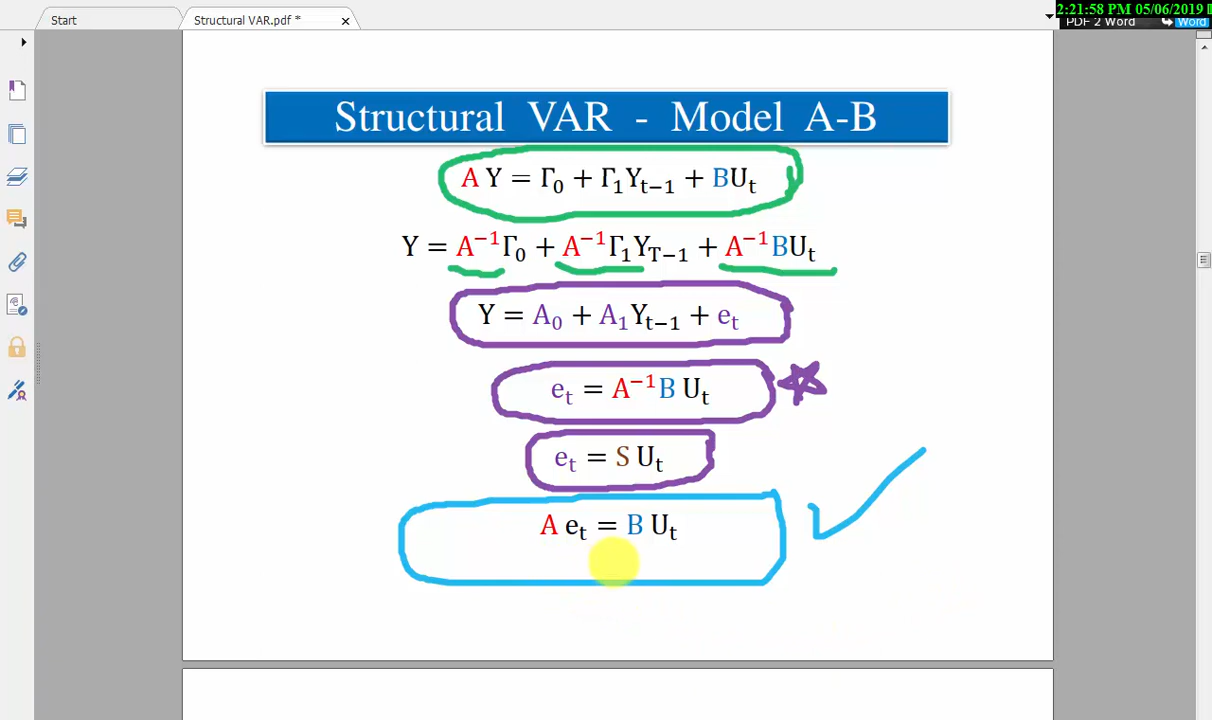 2:21:58 PM 05/06/2019
Start
Structural VAR.pdf *
PDF 2 Word
Word
Structural VAR - Model A-B
A Y = Γ₀ + Γ₁Yₜ₋₁ + BUₜ
Y = A⁻¹Γ₀ + A⁻¹Γ₁Y_T₋₁ + A⁻¹BUₜ
Y = A₀ + A₁Yₜ₋₁ + eₜ
eₜ = A⁻¹B Uₜ
eₜ = S Uₜ
A eₜ = B Uₜ